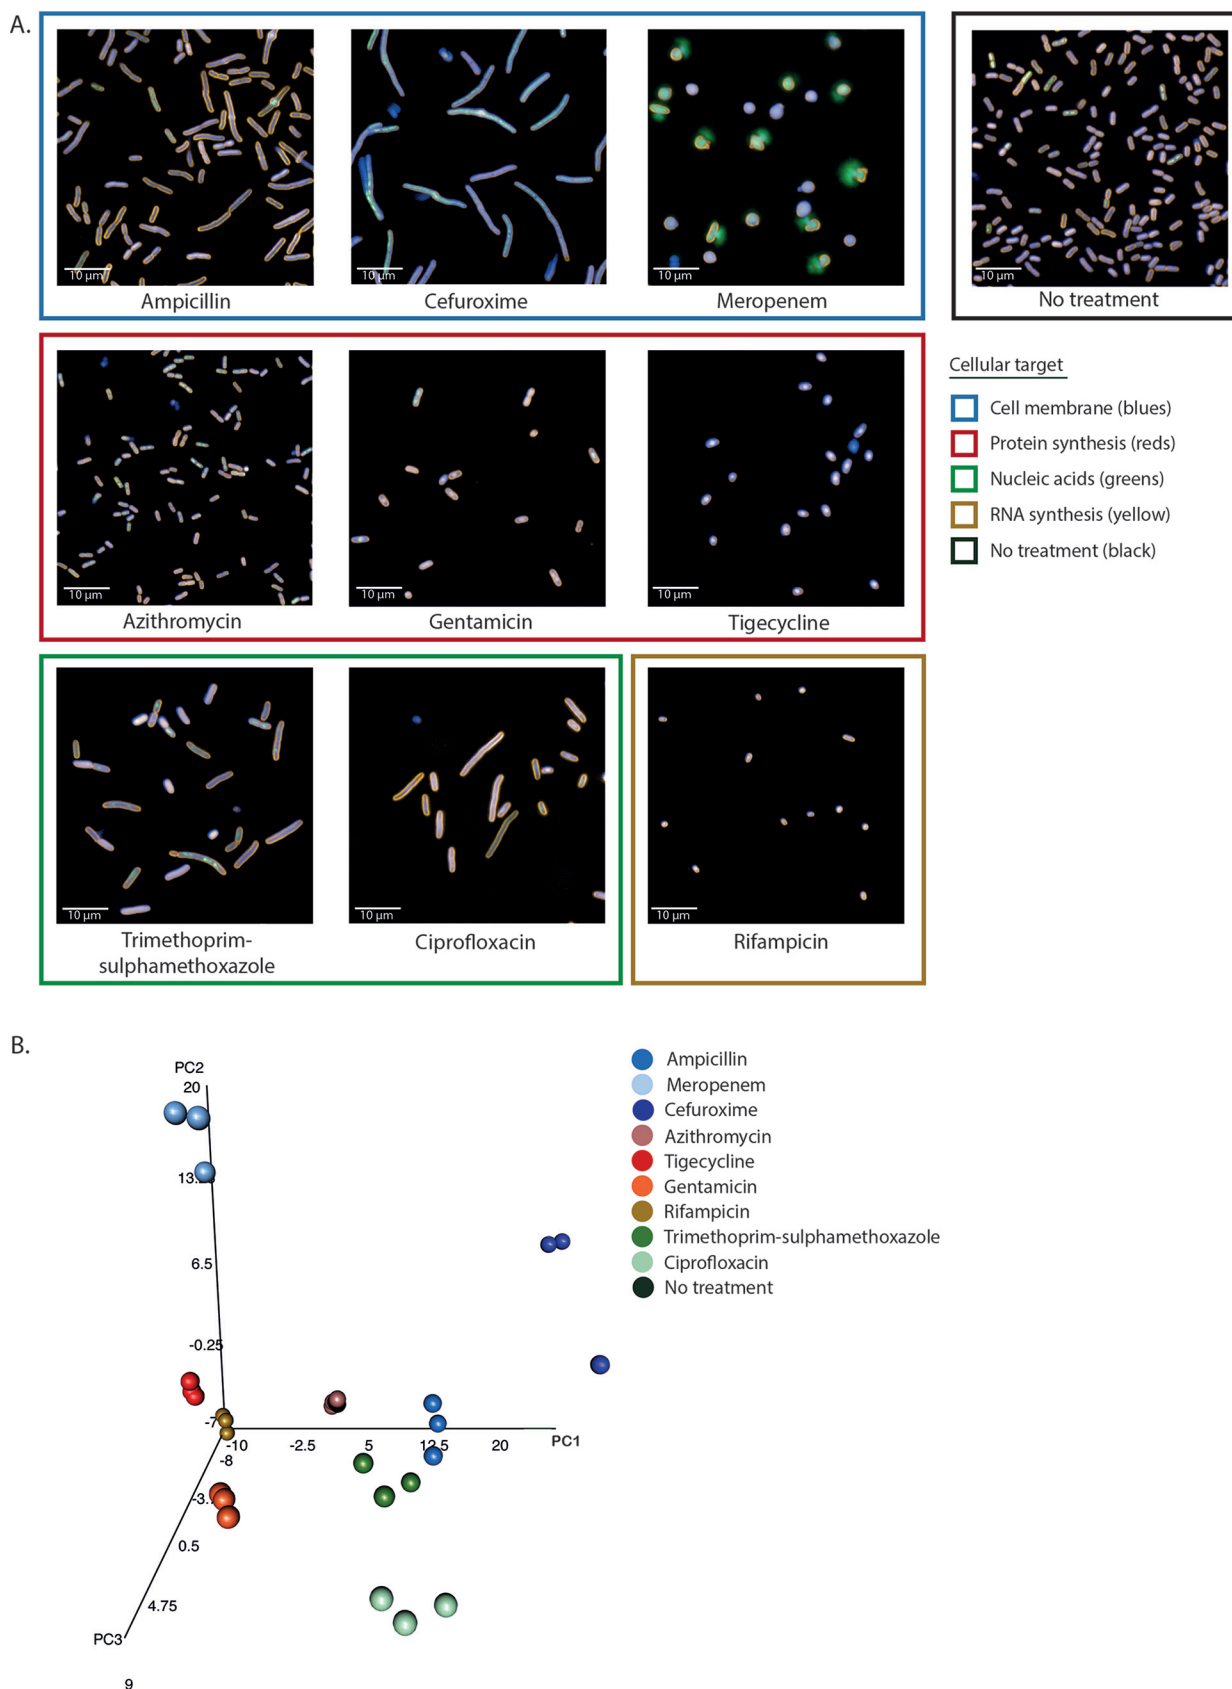 A.
10 µm
10 µm
10 µm
10 µm
Ampicillin
Cefuroxime
Meropenem
No treatment
Cellular target
Cell membrane (blues)
Protein synthesis (reds)
Nucleic acids (greens)
RNA synthesis (yellow)
No treatment (black)
10 µm
10 µm
10 µm
Azithromycin
Gentamicin
Tigecycline
10 µm
10 µm
10 µm
Trimethoprim-
sulphamethoxazole
Ciprofloxacin
Rifampicin
B.
PC2
20
6.5
-0.25
-7
-10
-2.5
5
12.5
20
PC1
-8
0.5
4.75
PC3
9
Ampicillin
Meropenem
Cefuroxime
Azithromycin
Tigecycline
Gentamicin
Rifampicin
Trimethoprim-sulphamethoxazole
Ciprofloxacin
No treatment